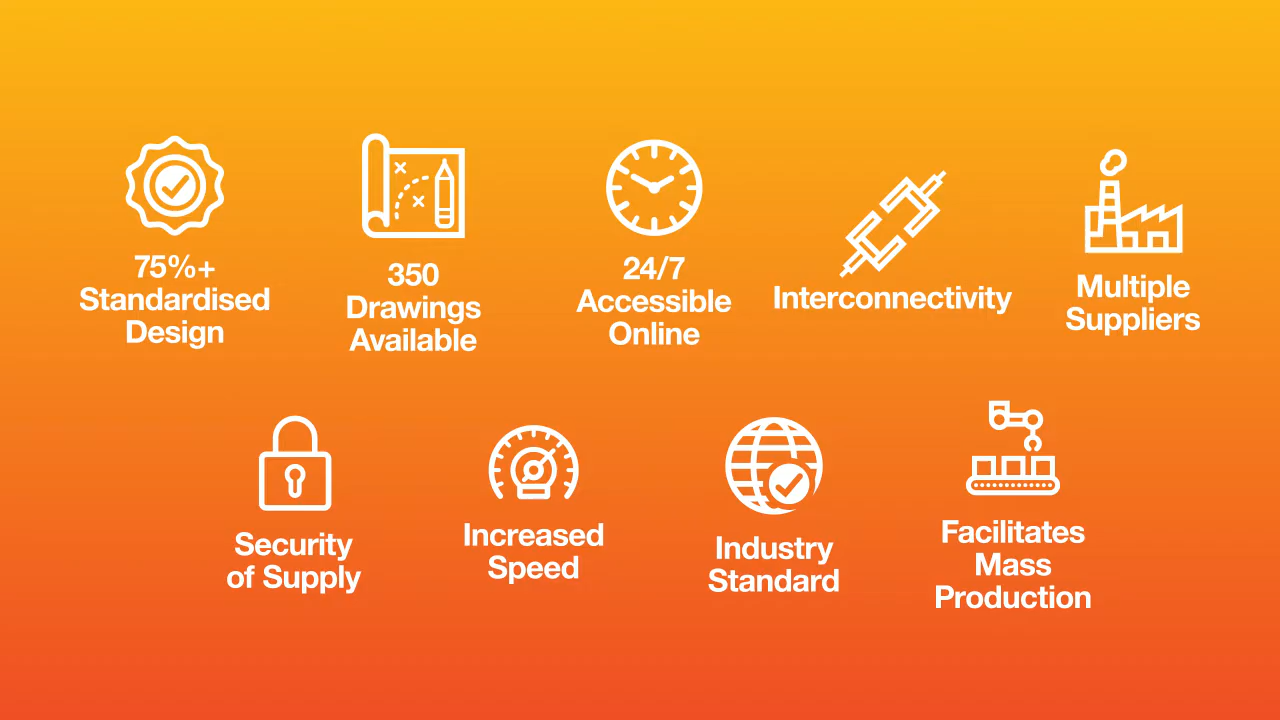 75%+
Standardised
Design
350
Drawings
Available
24/7
Accessible
Online
Interconnectivity
Multiple
Suppliers
Security
of Supply
Increased
Speed
Industry
Standard
Facilitates
Mass
Production